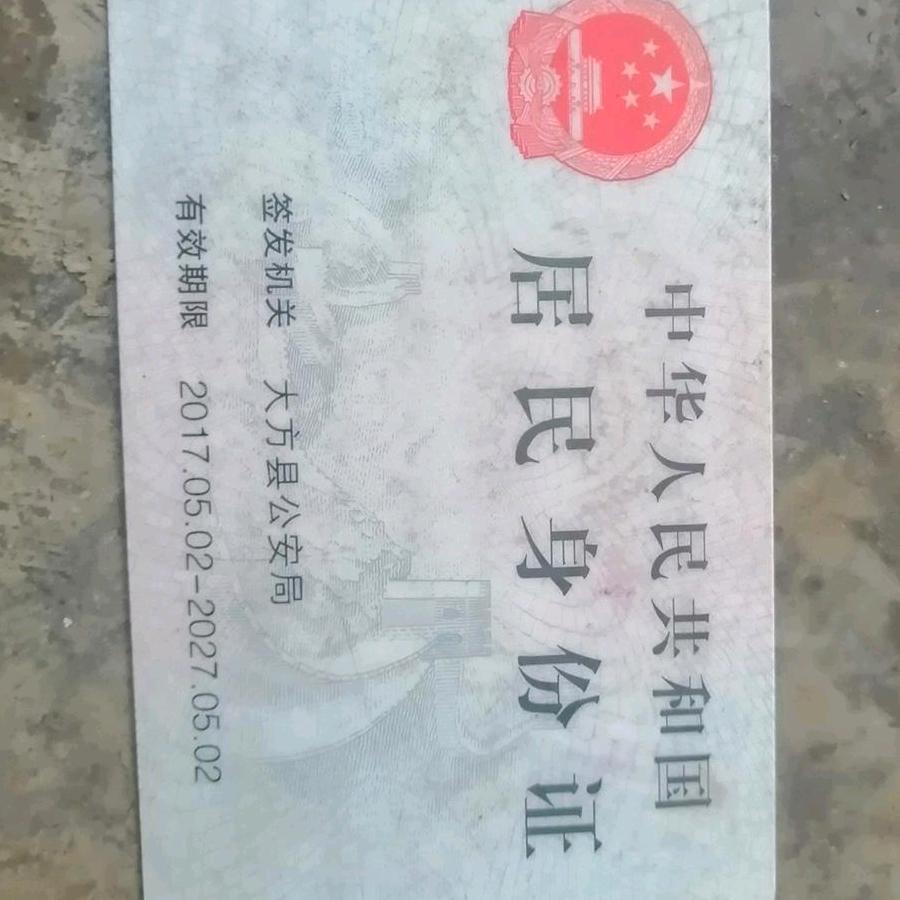 中华人民共和国
居民身份证
签发机关 大方县公安局
有效期限 2017.05.02-2027.05.02